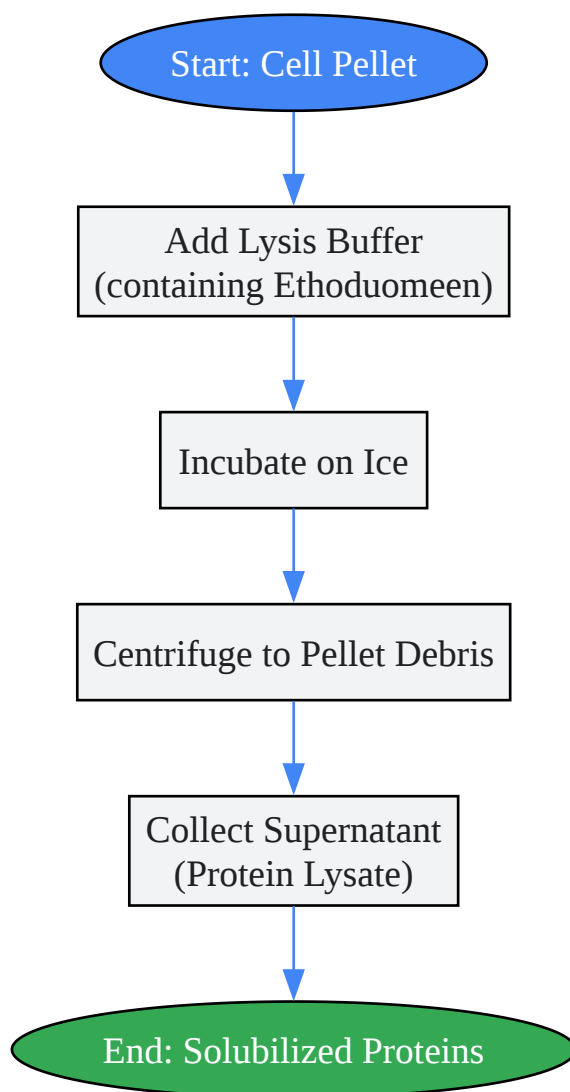 Start: Cell Pellet
Add Lysis Buffer
(containing Ethoduomeen)
Incubate on Ice
Centrifuge to Pellet Debris
Collect Supernatant
(Protein Lysate)
End: Solubilized Proteins